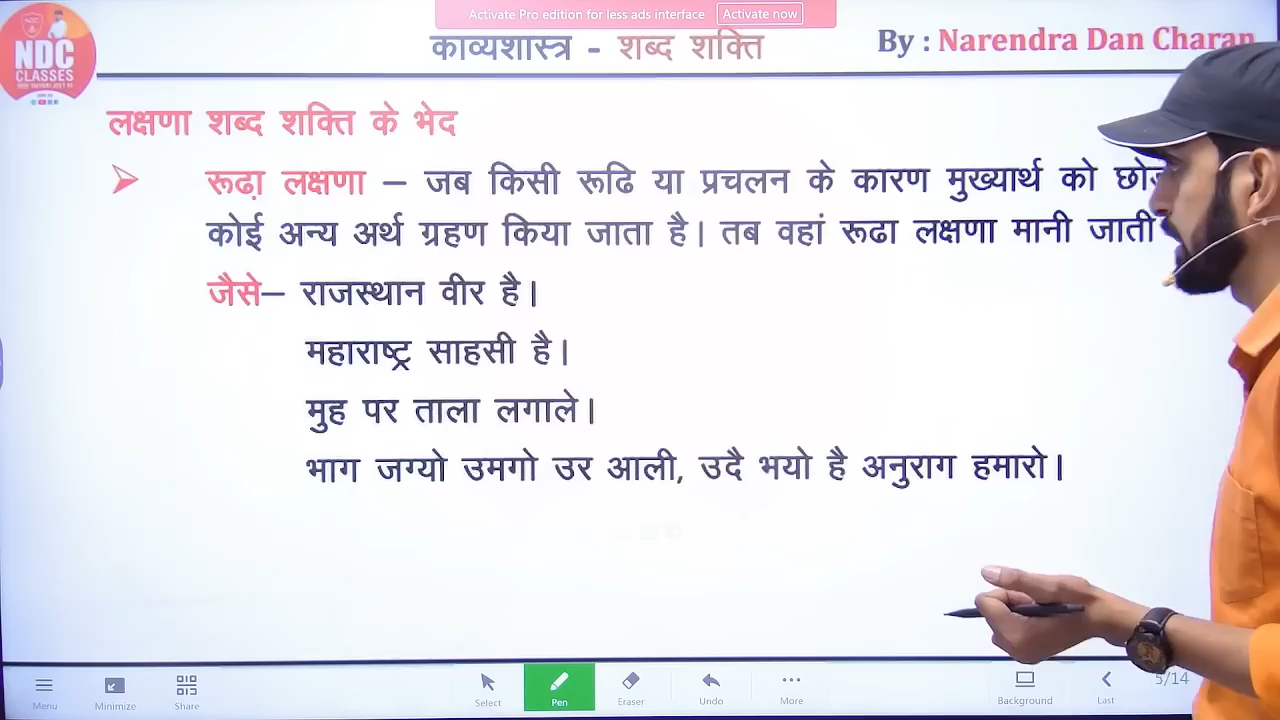 Activate Pro edition for less ads interface Activate now
NDC
CLASSES
काव्यशास्त्र - शब्द शक्ति
By : Narendra Dan Charan
लक्षणा शब्द शक्ति के भेद
रूढा़ लक्षणा – जब किसी रूढि या प्रचलन के कारण मुख्यार्थ को
कोई अन्य अर्थ ग्रहण किया जाता है। तब वहां रूढा लक्षणा मानी जाती
जैसे– राजस्थान वीर है।
महाराष्ट्र साहसी है।
मुह पर ताला लगाले।
भाग जग्यो उमगो उर आली, उदै भयो है अनुराग हमारो।
Menu Minimize Share Select Pen Eraser Undo More Background Last 5/14